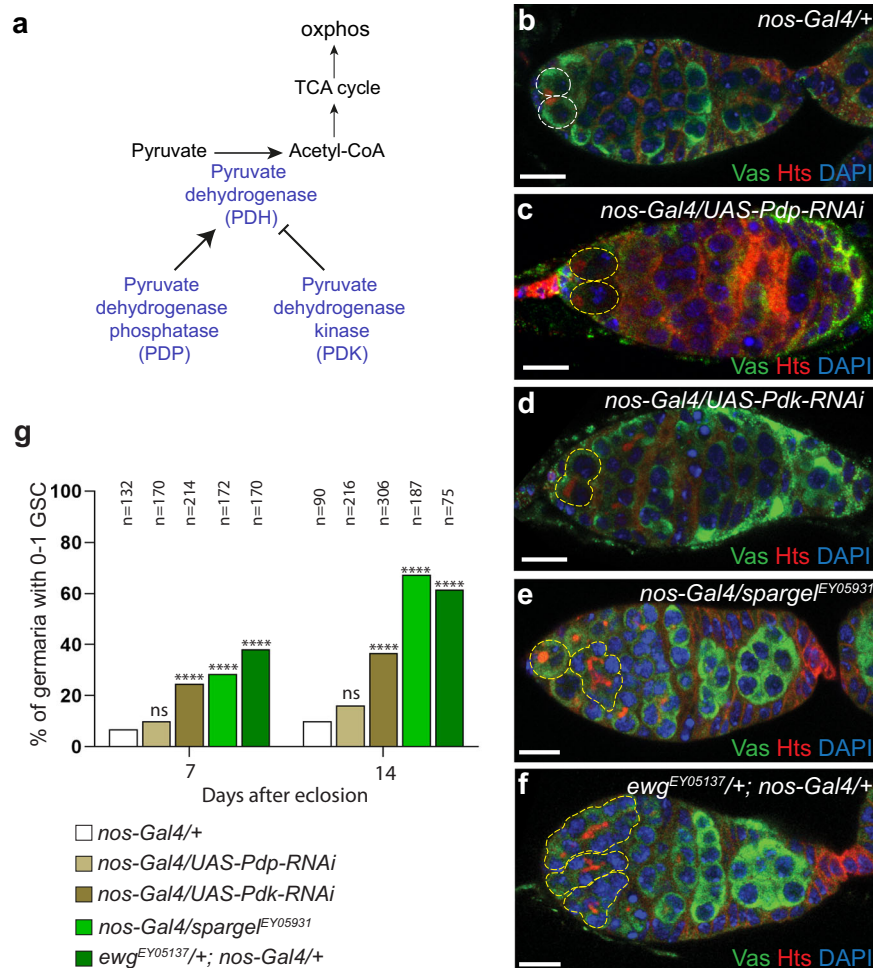 a
oxphos
TCA cycle
Pyruvate
Acetyl-CoA
Pyruvate
dehydrogenase
(PDH)
Pyruvate
dehydrogenase
phosphatase
(PDP)
Pyruvate
dehydrogenase
kinase
(PDK)
b
nos-Gal4/+
Vas Hts DAPI
c
nos-Gal4/UAS-Pdp-RNAi
Vas Hts DAPI
d
nos-Gal4/UAS-Pdk-RNAi
Vas Hts DAPI
e
nos-Gal4/spargel^EY05931
Vas Hts DAPI
f
ewg^EY05137/+; nos-Gal4/+
Vas Hts DAPI
g
n=132
n=170
n=214
n=172
n=170
n=90
n=216
n=306
n=187
n=75
% of germaria with 0-1 GSC
100
80
60
40
20
0
ns
****
****
****
ns
****
****
****
7
14
Days after eclosion
nos-Gal4/+
nos-Gal4/UAS-Pdp-RNAi
nos-Gal4/UAS-Pdk-RNAi
nos-Gal4/spargel^EY05931
ewg^EY05137/+; nos-Gal4/+